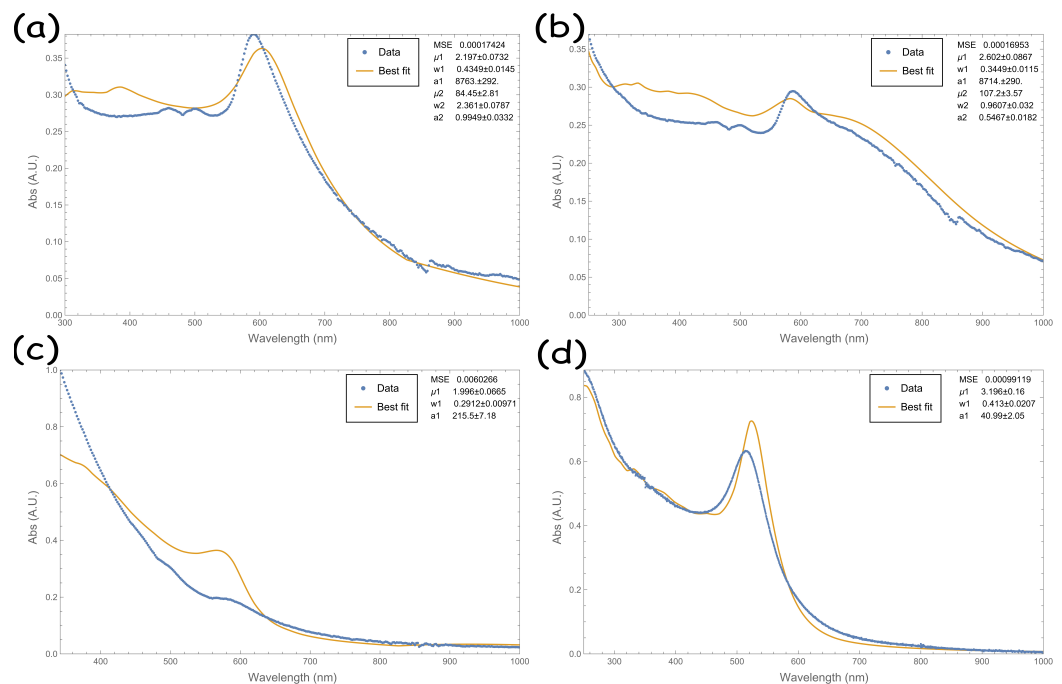 (a)
Data
Best fit
MSE 0.00017424
μ1 2.197±0.0732
w1 0.4349±0.0145
a1 8763.±292.
μ2 84.45±2.81
w2 2.361±0.0787
a2 0.9949±0.0332
Abs (A.U.)
0.35
0.30
0.25
0.20
0.15
0.10
0.05
0.00
300 400 500 600 700 800 900 1000
Wavelength (nm)
(b)
Data
Best fit
MSE 0.00016953
μ1 2.602±0.0867
w1 0.3449±0.0115
a1 8714.±290.
μ2 107.2±3.57
w2 0.9607±0.032
a2 0.5467±0.0182
Abs (A.U.)
0.35
0.30
0.25
0.20
0.15
0.10
0.05
0.00
300 400 500 600 700 800 900 1000
Wavelength (nm)
(c)
Data
Best fit
MSE 0.0060266
μ1 1.996±0.0665
w1 0.2912±0.00971
a1 215.5±7.18
Abs (A.U.)
1.0
0.8
0.6
0.4
0.2
0.0
400 500 600 700 800 900 1000
Wavelength (nm)
(d)
Data
Best fit
MSE 0.00099119
μ1 3.196±0.16
w1 0.413±0.0207
a1 40.99±2.05
Abs (A.U.)
0.8
0.6
0.4
0.2
0.0
300 400 500 600 700 800 900 1000
Wavelength (nm)